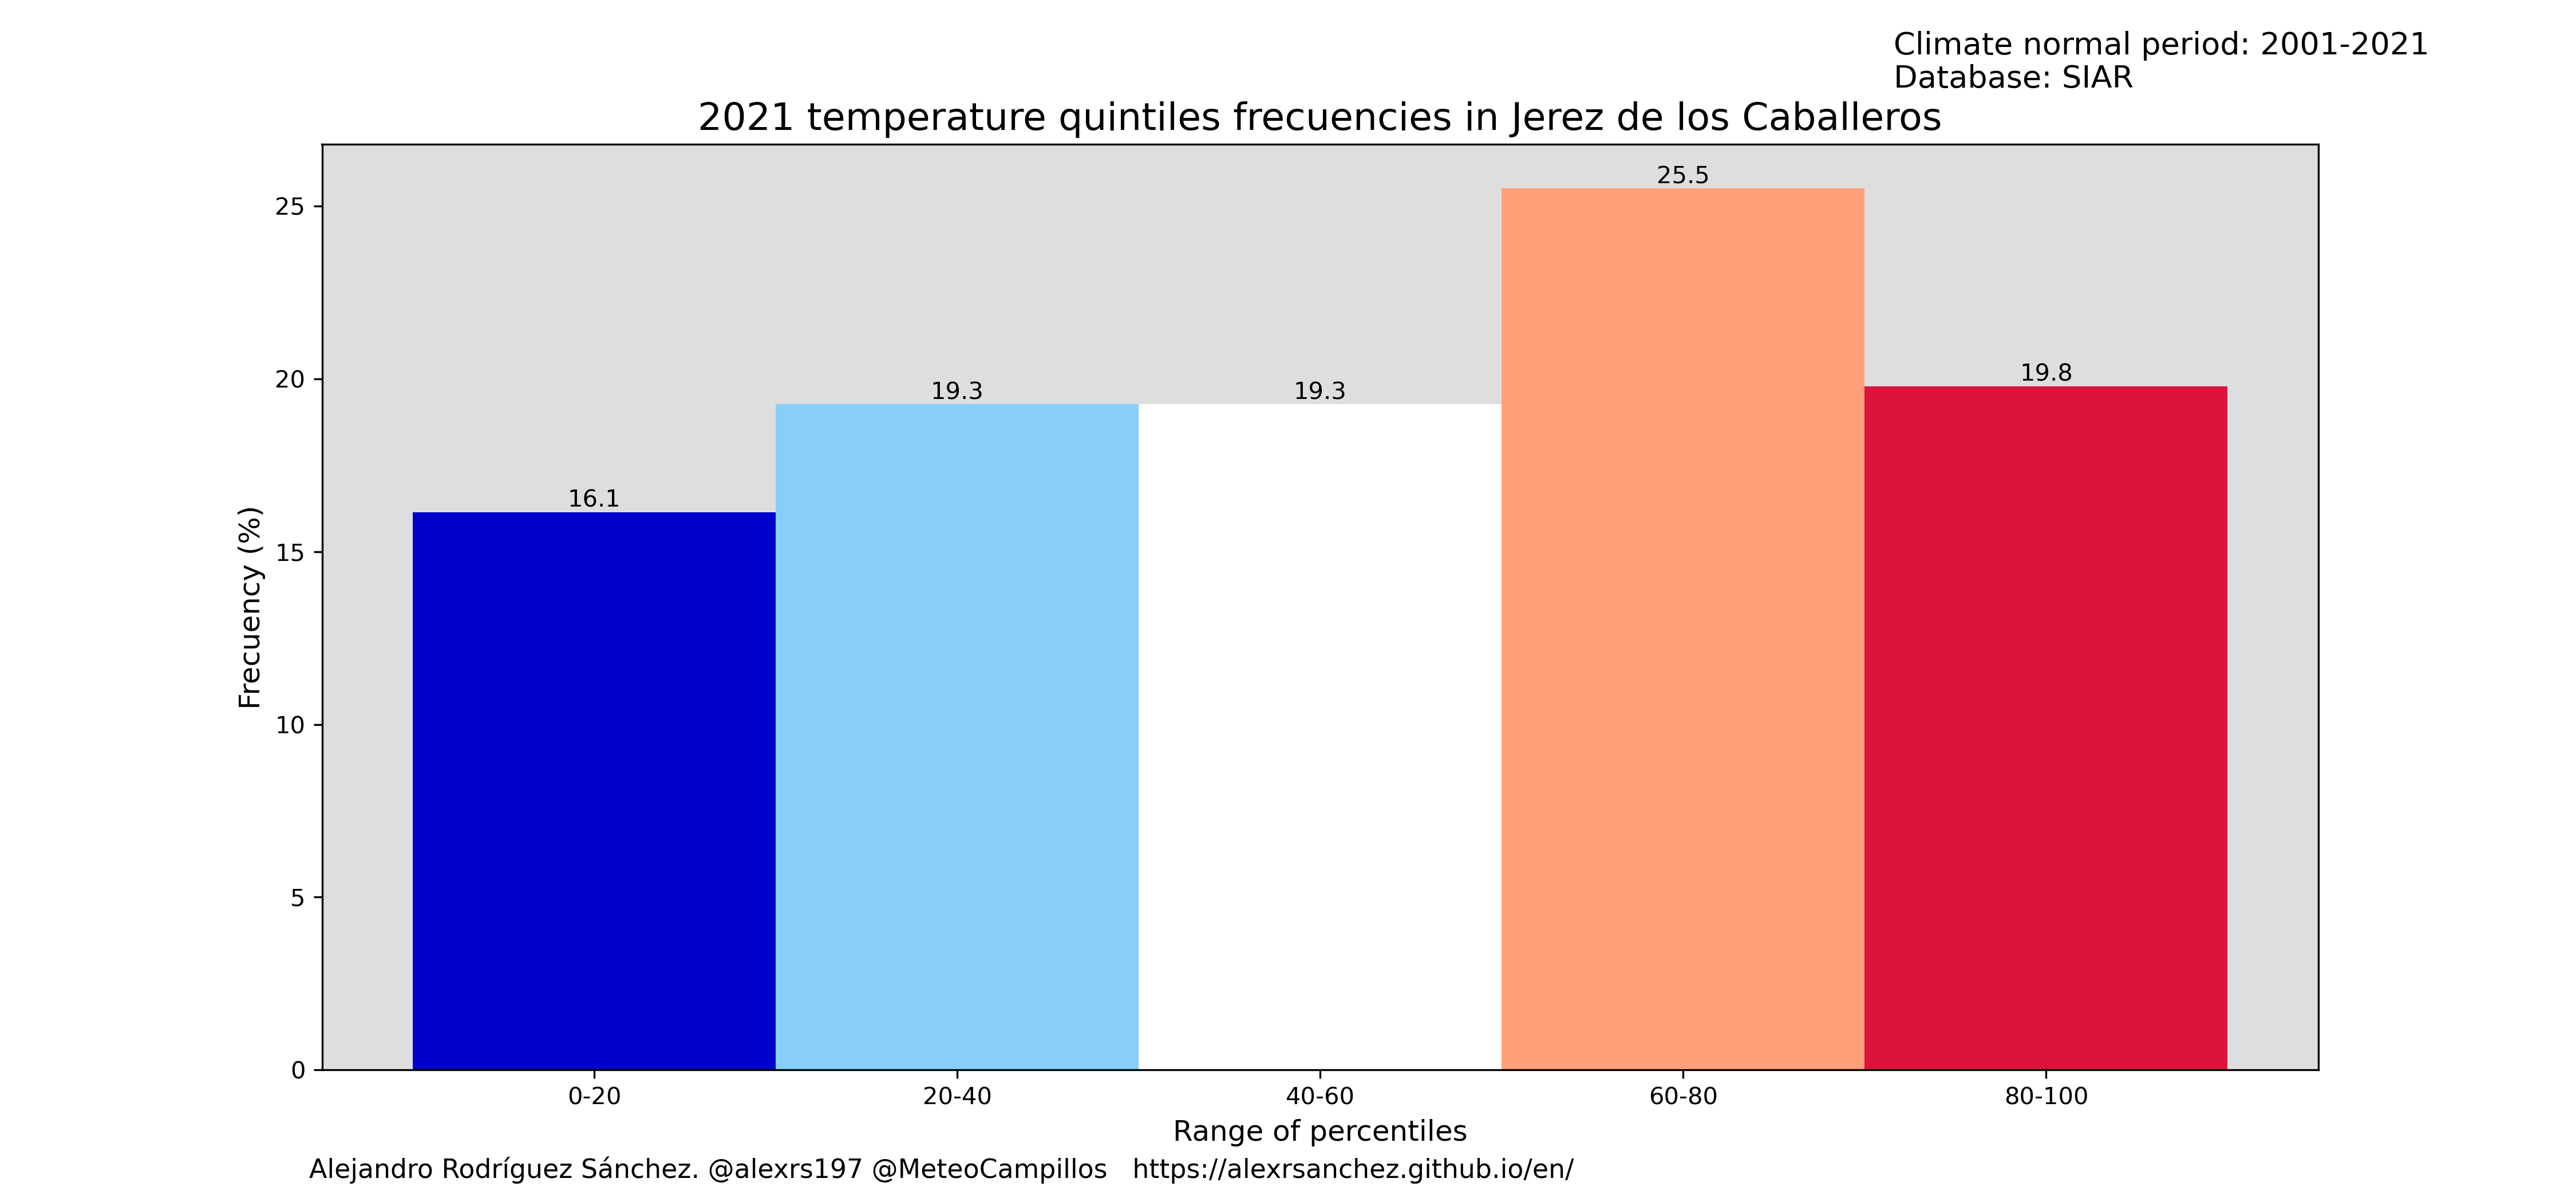 Climate normal period: 2001-2021
Database: SIAR
2021 temperature quintiles frecuencies in Jerez de los Caballeros
Frecuency (%)
25
20
15
10
5
0
16.1
19.3
19.3
25.5
19.8
0-20
20-40
40-60
60-80
80-100
Range of percentiles
Alejandro Rodríguez Sánchez. @alexrs197 @MeteoCampillos https://alexrsanchez.github.io/en/